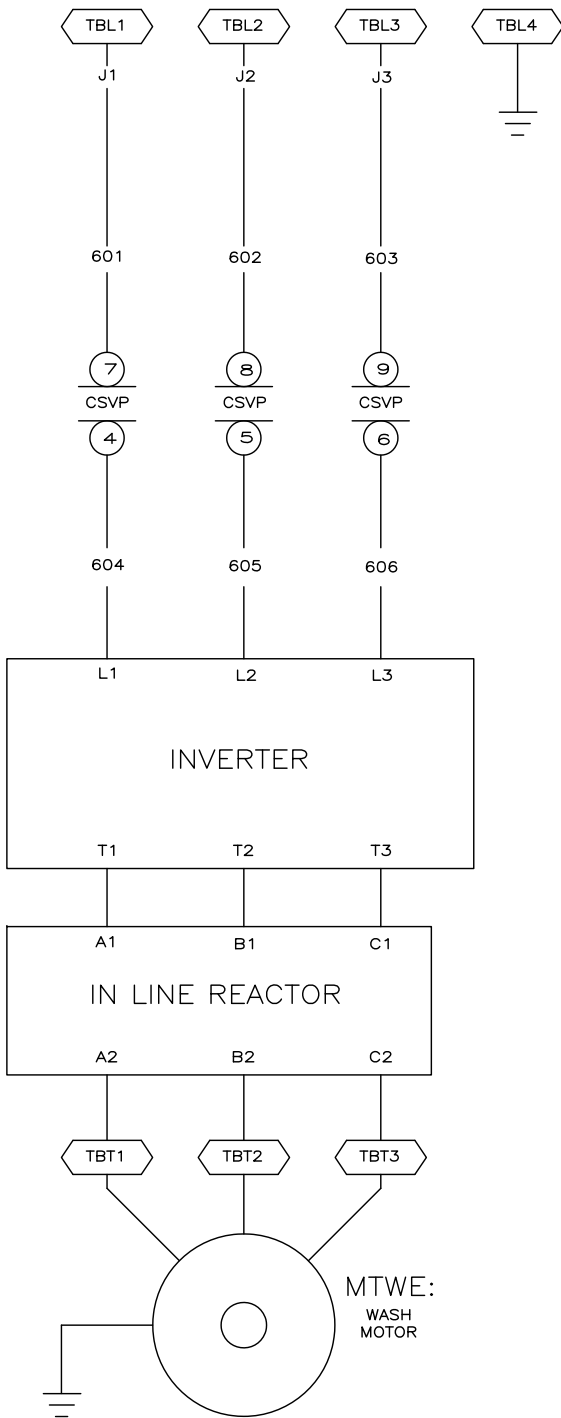 TBL1 TBL2 TBL3 TBL4
J1 J2 J3
601 602 603
7 8 9
CSVP CSVP CSVP
4 5 6
604 605 606
L1 L2 L3
INVERTER
T1 T2 T3
A1 B1 C1
IN LINE REACTOR
A2 B2 C2
TBT1 TBT2 TBT3
MTWE:
WASH
MOTOR